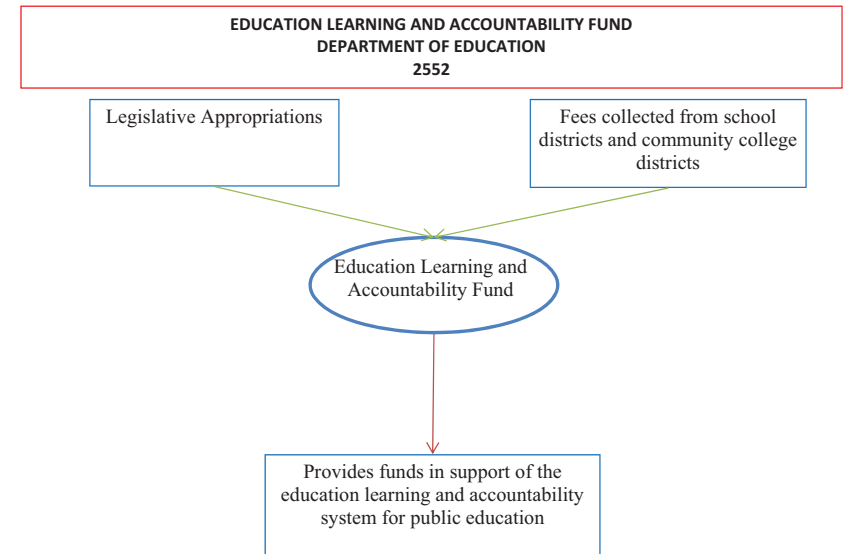 EDUCATION LEARNING AND ACCOUNTABILITY FUND
DEPARTMENT OF EDUCATION
2552
Legislative Appropriations
Fees collected from school
districts and community college
districts
Education Learning and
Accountability Fund
Provides funds in support of the
education learning and accountability
system for public education